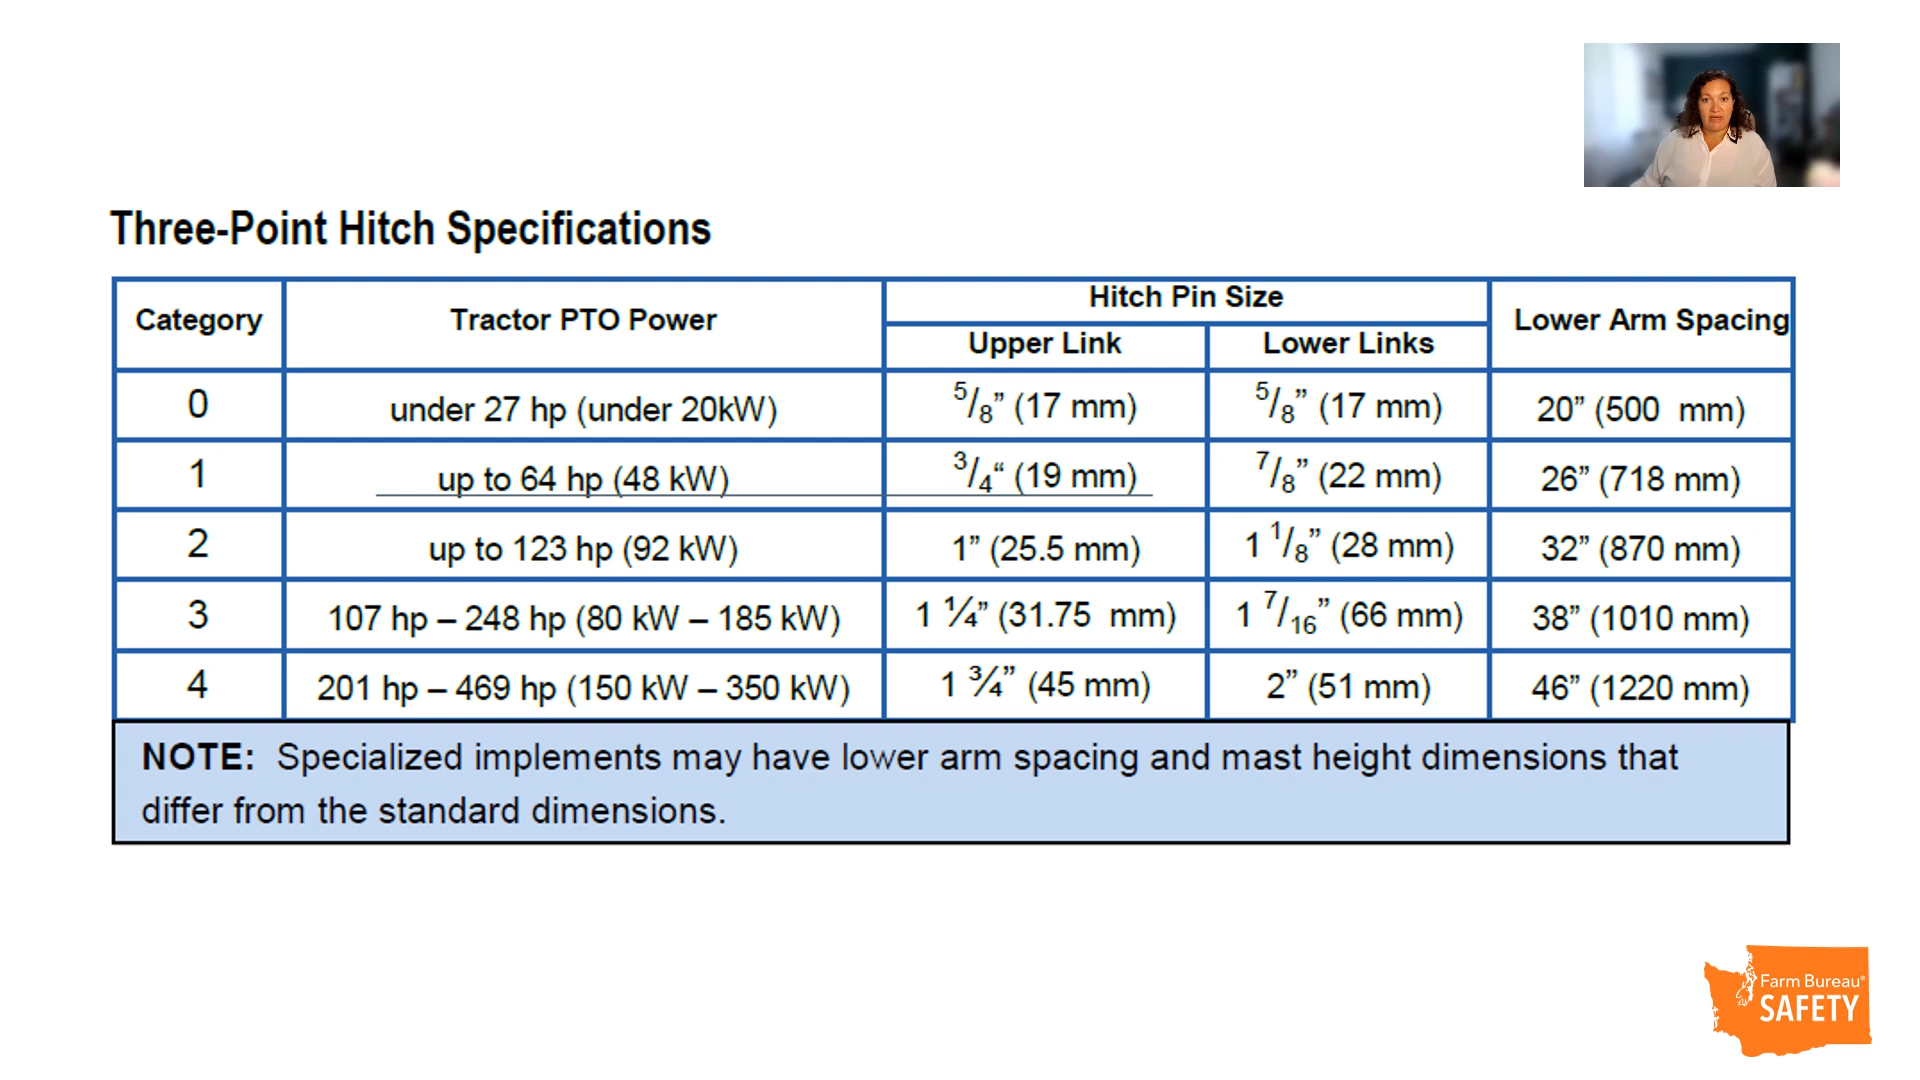 Three-Point Hitch Specifications
Category Tractor PTO Power Hitch Pin Size Lower Arm Spacing
Upper Link Lower Links
0 under 27 hp (under 20kW) 5/8” (17 mm) 5/8” (17 mm) 20” (500 mm)
1 up to 64 hp (48 kW) 3/4“ (19 mm) 7/8” (22 mm) 26” (718 mm)
2 up to 123 hp (92 kW) 1” (25.5 mm) 1 1/8” (28 mm) 32” (870 mm)
3 107 hp – 248 hp (80 kW – 185 kW) 1 ¼” (31.75 mm) 1 7/16” (66 mm) 38” (1010 mm)
4 201 hp – 469 hp (150 kW – 350 kW) 1 ¾” (45 mm) 2” (51 mm) 46” (1220 mm)
NOTE: Specialized implements may have lower arm spacing and mast height dimensions that
differ from the standard dimensions.
Farm Bureau®
SAFETY